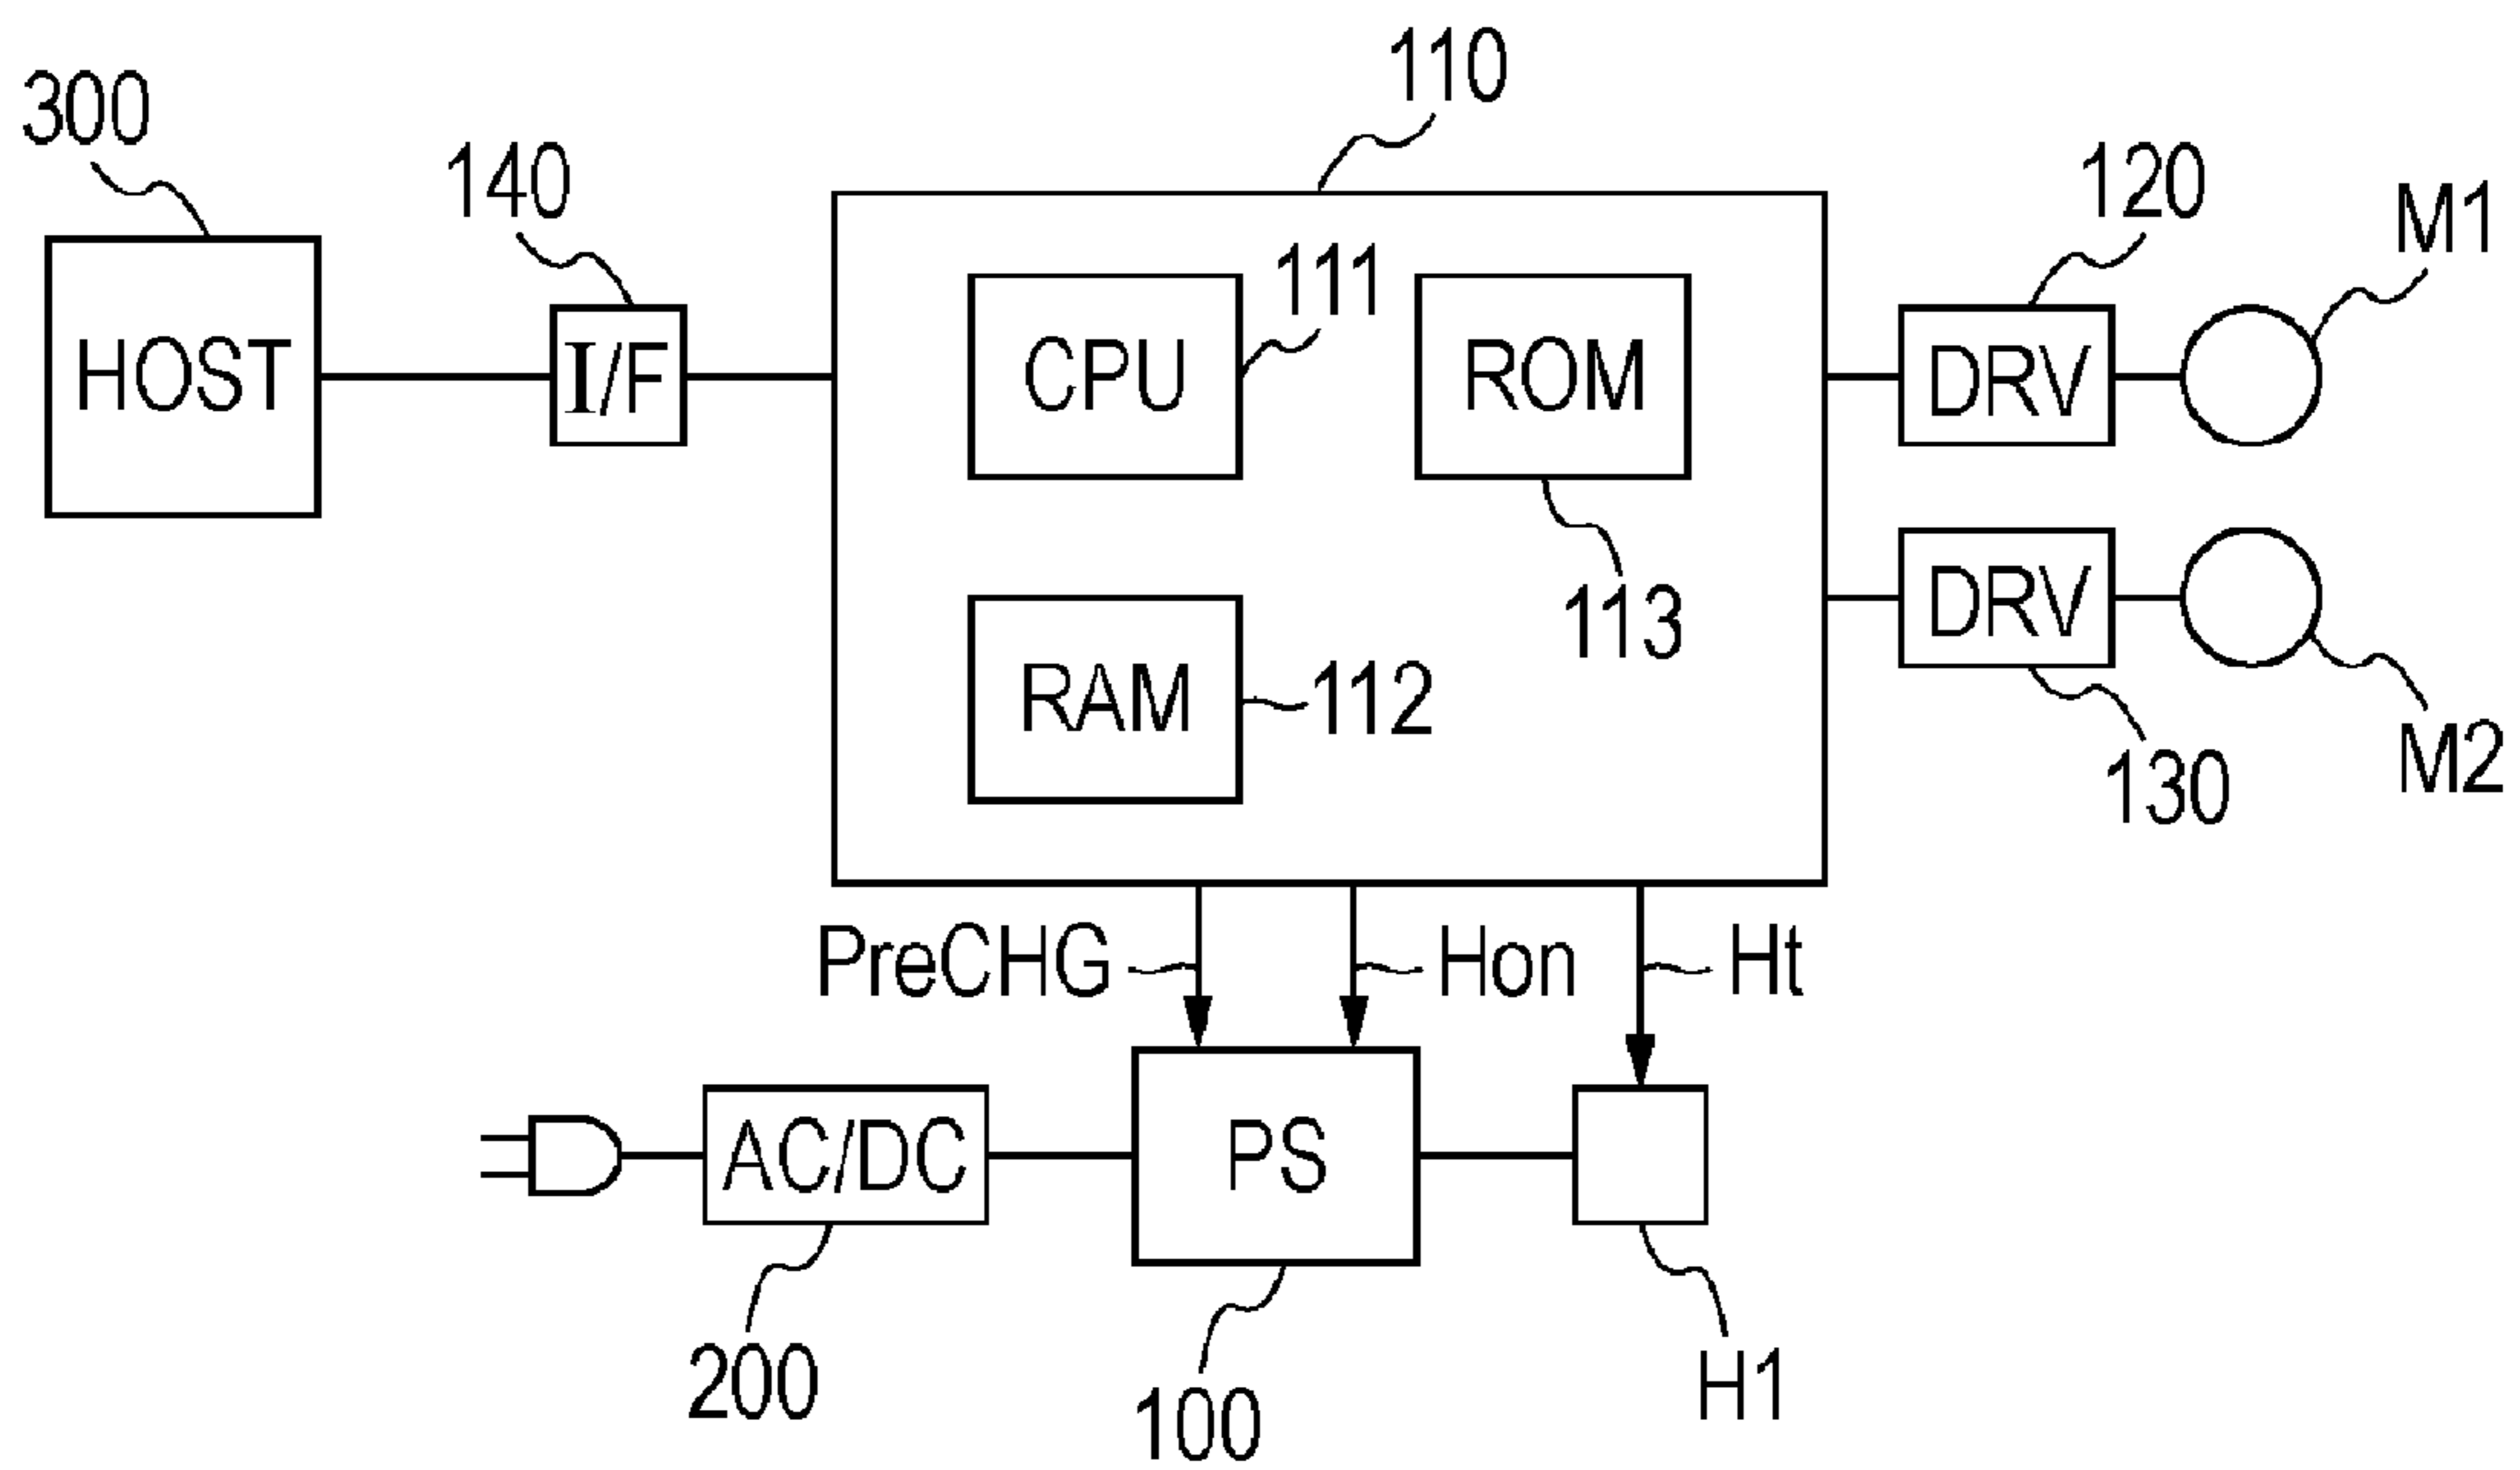 110
300
140
120
M1
111
HOST
I/F
CPU
ROM
DRV
DRV
113
RAM
112
M2
130
PreCHG
Hon
Ht
AC/DC
PS
200
H1
100